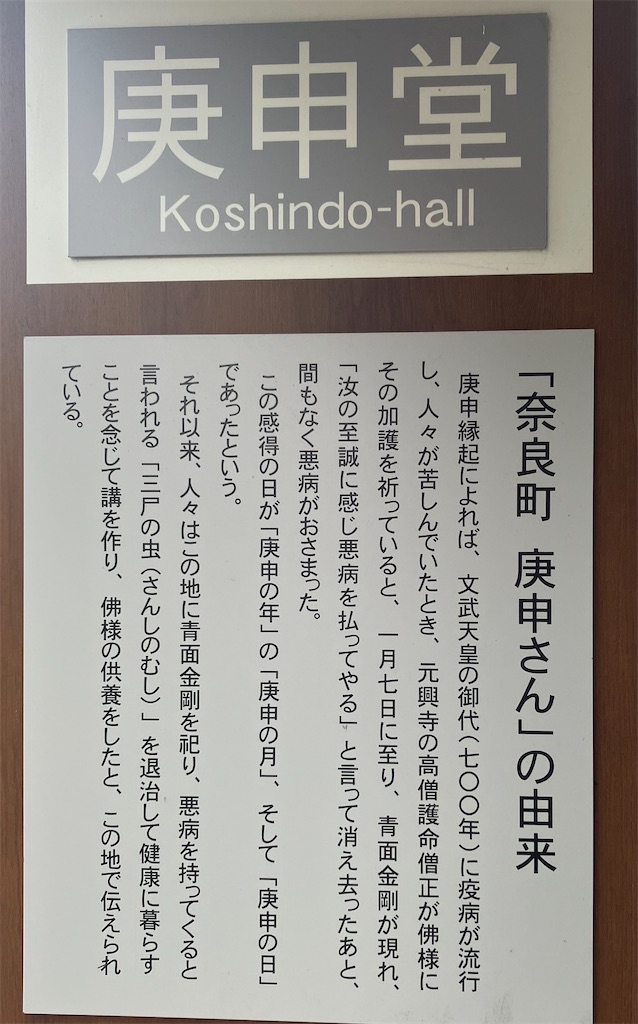 庚申堂
Koshindo-hall
「奈良町 庚申さん」の由来
庚申縁起によれば、文武天皇の御代(七〇〇年)に疫病が流行
し、人々が苦しんでいたとき、元興寺の高僧護命僧正が佛様に
その加護を祈っていると、一月七日に至り、青面金剛が現れ、
「汝の至誠に感じ悪病を払ってやる」と言って消え去ったあと、
間もなく悪病がおさまった。
この感得の日が「庚申の年」の「庚申の月」、そして「庚申の日」
であったという。
それ以来、人々はこの地に青面金剛を祀り、悪病を持ってくると
言われる「三尸の虫(さんしのむし)」を退治して健康に暮らす
ことを念じて講を作り、佛様の供養をしたと、この地で伝えられ
ている。